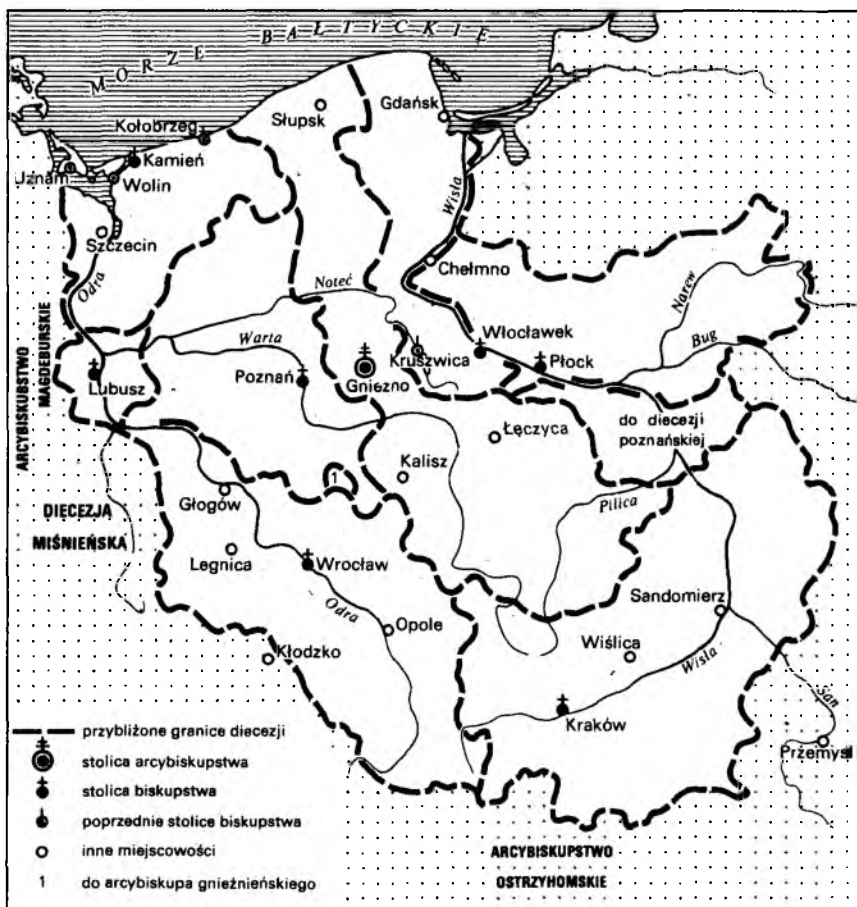 MORZE BAŁTYCKIE
Słupsk
Gdańsk
Kołobrzeg
Kamień
Uznam
Wolin
Szczecin
Wisła
Odra
Chełmno
Noteć
Narew
Włocławek
Bug
Warta
Kruszwica
Płock
ARCYBISKUBSTWO
MAGDEBURSKIE
Lubusz
Poznań
Gniezno
do diecezji
poznańskiej
Łęczyca
Kalisz
1
Głogów
Pilica
DIECEZJA
MIŚNIEŃSKA
Legnica
Wrocław
Odra
Opole
Sandomierz
Kłodzko
Wiślica
Wisła
San
Kraków
Przemyśl
przybliżone granice diecezji
stolica arcybiskupstwa
stolica biskupstwa
poprzednie stolice biskupstwa
inne miejscowości
1 do arcybiskupa gnieźnieńskiego
ARCYBISKUPSTWO
OSTRZYHOMSKIE